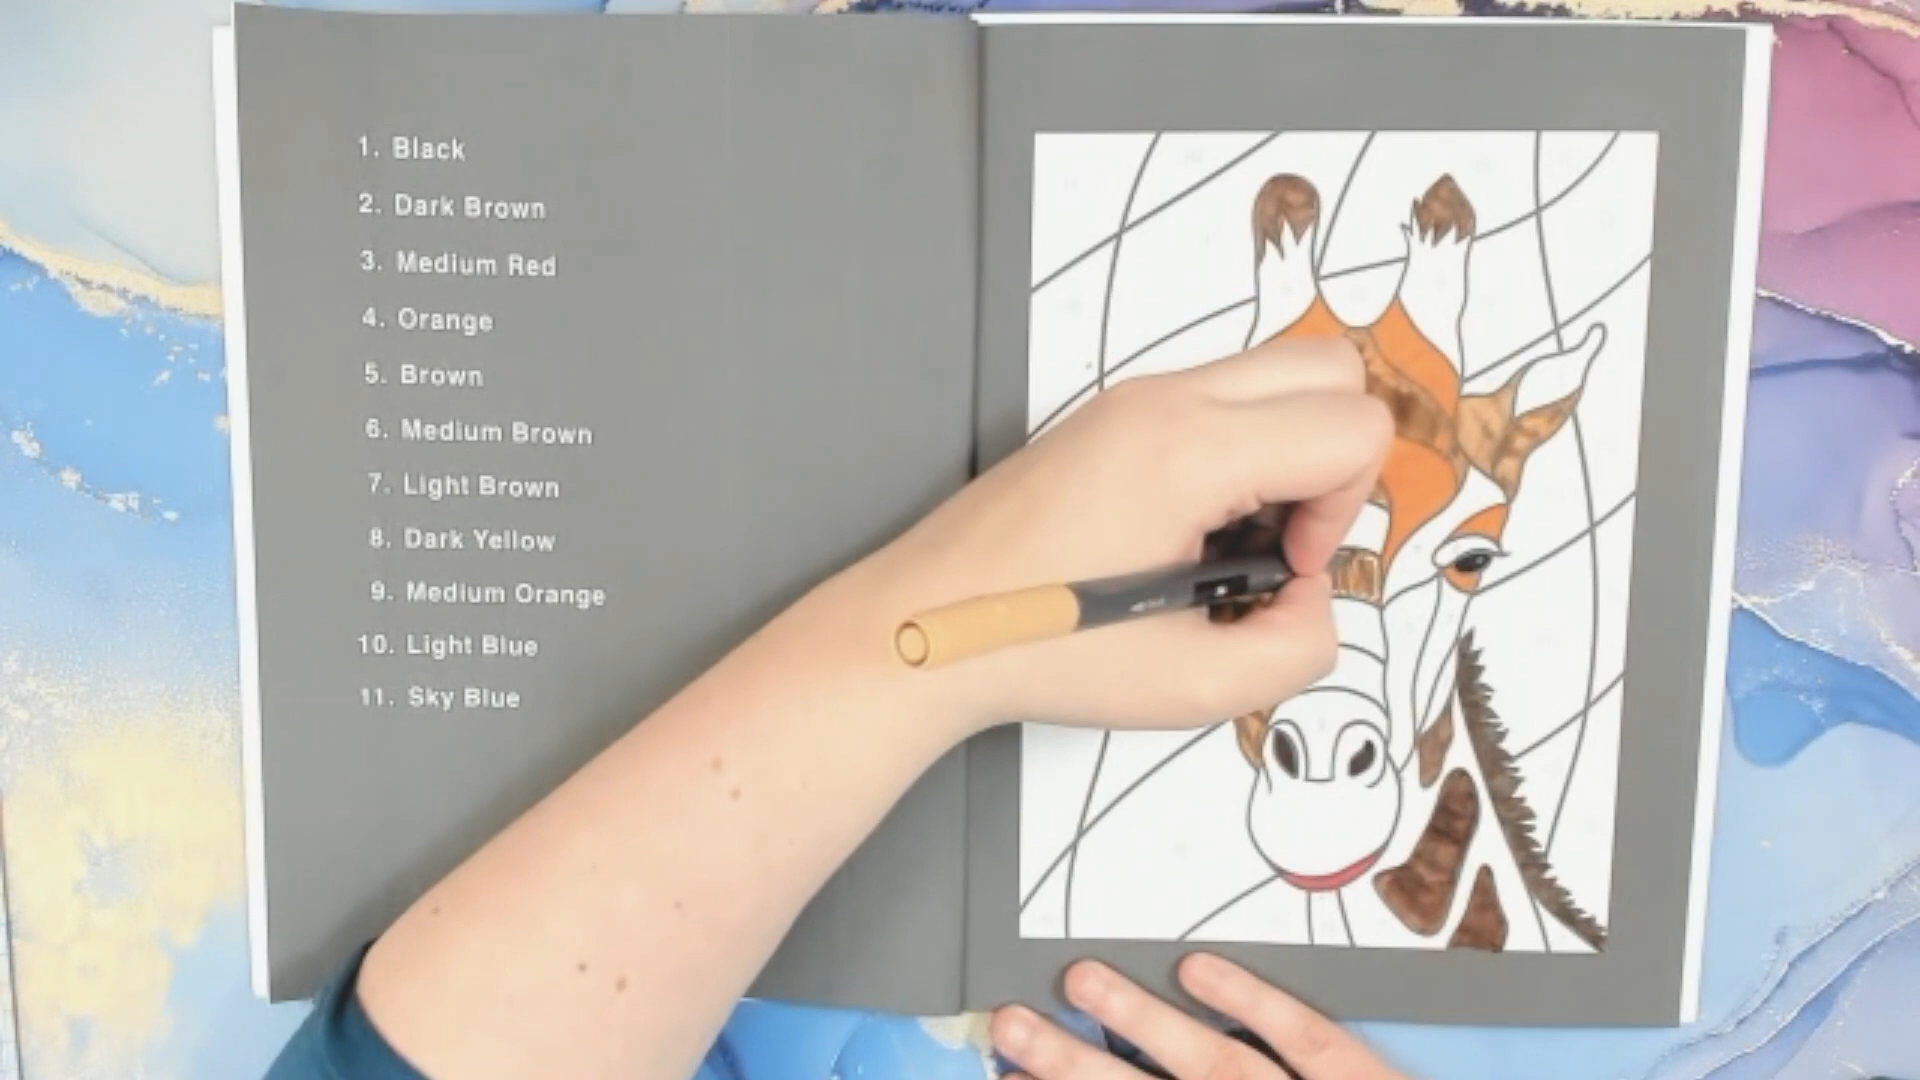 1. Black
2. Dark Brown
3. Medium Red
4. Orange
5. Brown
6. Medium Brown
7. Light Brown
8. Dark Yellow
9. Medium Orange
10. Light Blue
11. Sky Blue